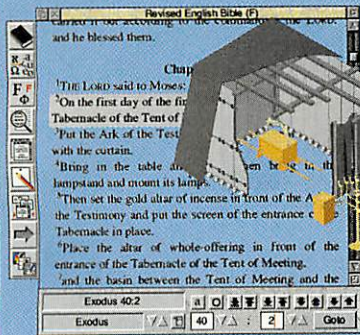 Revised English Bible (F)
carried it out according to the command of the LORD.
and he blessed them.
Chap
¹THE LORD said to Moses:
²On the first day of the fir
Tabernacle of the Tent of
³Put the Ark of the Test
with the curtain.
⁴Bring in the table an then bring in the
lampstand and mount its lamps.
⁵Then set the gold altar of incense in front of the A
the Testimony and put the screen of the entrance
Tabernacle in place.
⁶Place the altar of whole-offering in front of the
entrance of the Tabernacle of the Tent of Meeting,
⁷and the basin between the Tent of Meeting and the
Exodus 40:2
a O
Exodus 40 : 2 Goto
F F
Φ
Ω